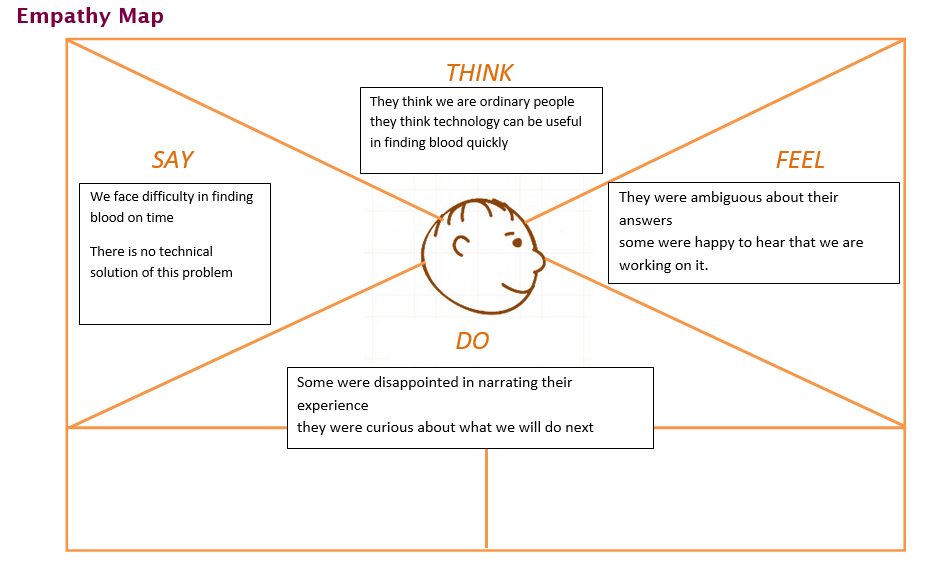 Empathy Map
THINK
They think we are ordinary people
they think technology can be useful
in finding blood quickly
SAY
We face difficulty in finding
blood on time
There is no technical
solution of this problem
FEEL
They were ambiguous about their
answers
some were happy to hear that we are
working on it.
DO
Some were disappointed in narrating their
experience
they were curious about what we will do next